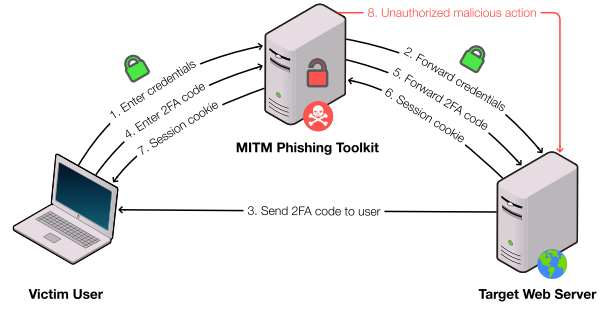 8. Unauthorized malicious action
1. Enter credentials
2. Forward credentials
4. Enter 2FA code
5. Forward 2FA code
7. Session cookie
6. Session cookie
MITM Phishing Toolkit
3. Send 2FA code to user
Victim User
Target Web Server